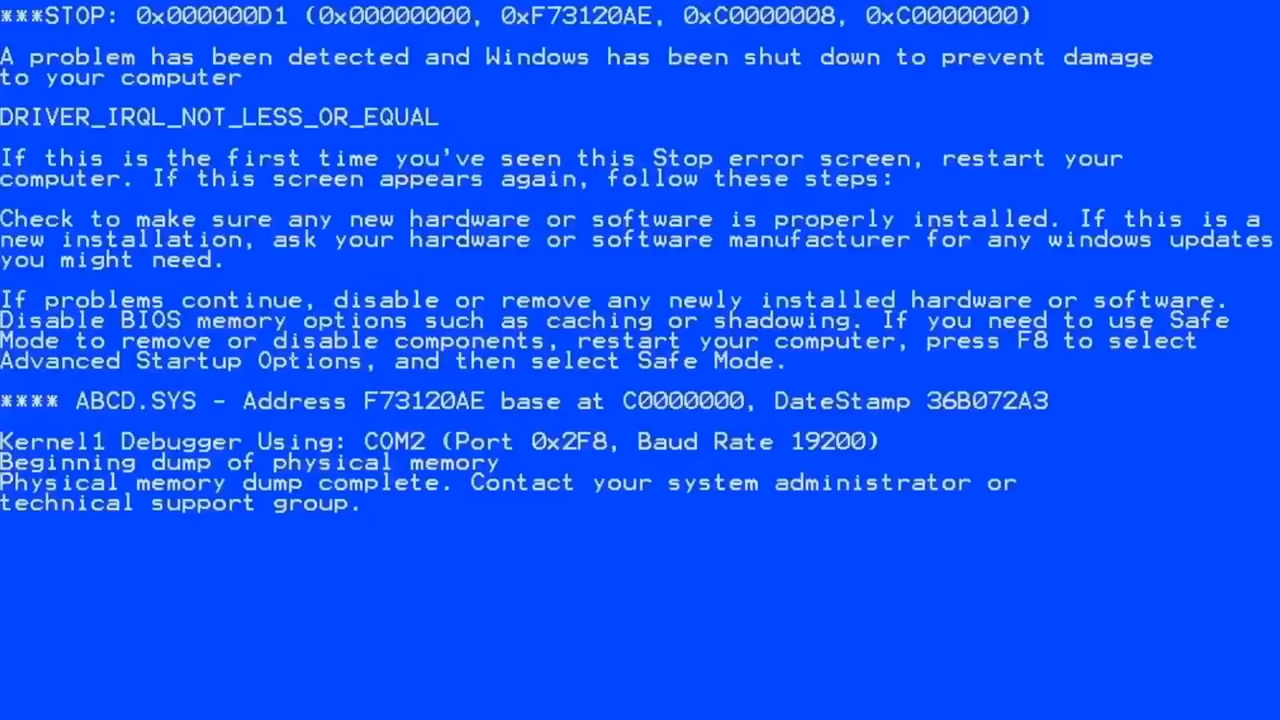 ***STOP: 0x000000D1 (0x00000000, 0xF73120AE, 0xC0000008, 0xC0000000)
A problem has been detected and Windows has been shut down to prevent damage
to your computer
DRIVER_IRQL_NOT_LESS_OR_EQUAL
If this is the first time you've seen this Stop error screen, restart your
computer. If this screen appears again, follow these steps:
Check to make sure any new hardware or software is properly installed. If this is a
new installation, ask your hardware or software manufacturer for any windows updates
you might need.
If problems continue, disable or remove any newly installed hardware or software.
Disable BIOS memory options such as caching or shadowing. If you need to use Safe
Mode to remove or disable components, restart your computer, press F8 to select
Advanced Startup Options, and then select Safe Mode.
**** ABCD.SYS - Address F73120AE base at C0000000, DateStamp 36B072A3
Kernel1 Debugger Using: COM2 (Port 0x2F8, Baud Rate 19200)
Beginning dump of physical memory
Physical memory dump complete. Contact your system administrator or
technical support group.